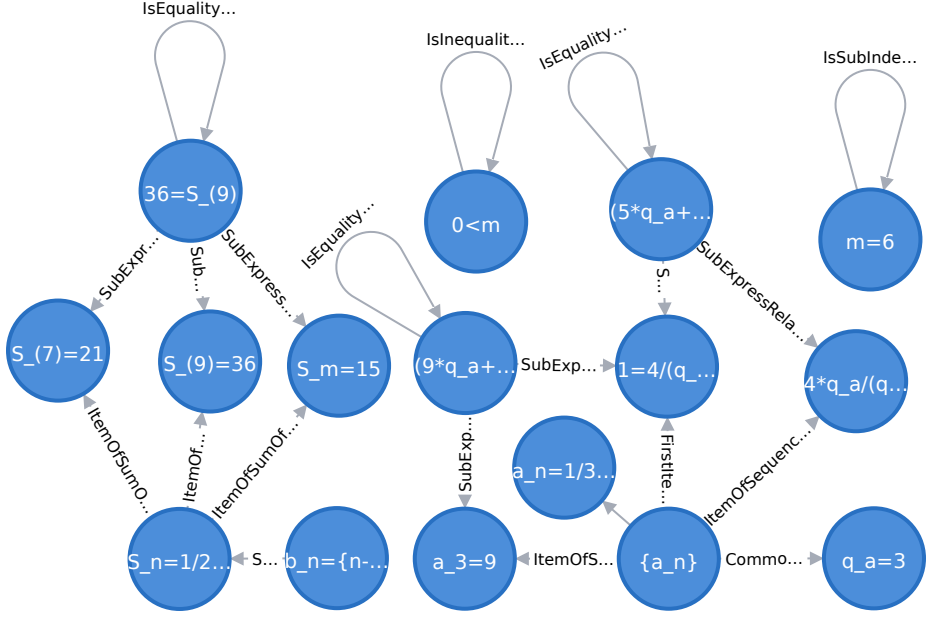 IsEquality…
IsInequalit…
IsEquality…
IsSubInde…
36=S_(9)
0<m
(5*q_a+…
m=6
SubExpr…
Sub…
SubExpress…
IsEquality…
S…
SubExpressRela…
S_(7)=21
S_(9)=36
S_m=15
(9*q_a+…
SubExp…
1=4/(q_…
4*q_a/(q…
ItemOfSumO…
ItemOf…
ItemOfSumOf…
SubExp…
a_n=1/3…
FirstIte…
ItemOfSequenc…
S_n=1/2…
S…
b_n={n-…
a_3=9
ItemOfS…
{a_n}
Commo…
q_a=3